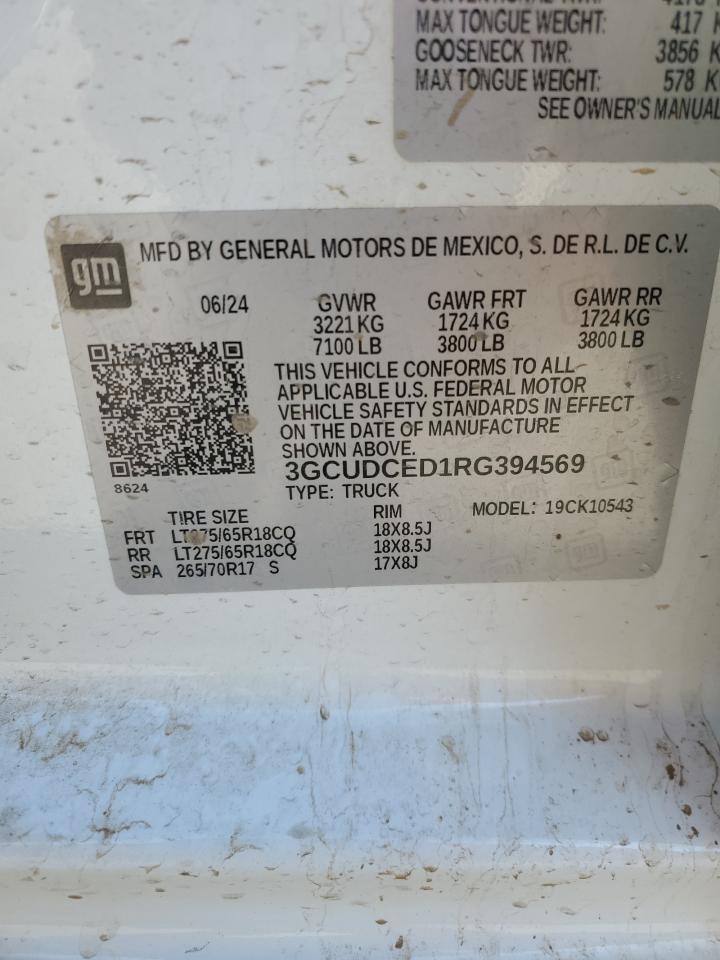 MAX TONGUE WEIGHT: 417
GOOSENECK TWR: 3856 K
MAX TONGUE WEIGHT: 578 K
SEE OWNER'S MANUAL
gm
MFD BY GENERAL MOTORS DE MEXICO, S. DE R.L. DE C.V.
06/24 GVWR GAWR FRT GAWR RR
3221 KG 1724 KG 1724 KG
7100 LB 3800 LB 3800 LB
THIS VEHICLE CONFORMS TO ALL
APPLICABLE U.S. FEDERAL MOTOR
VEHICLE SAFETY STANDARDS IN EFFECT
ON THE DATE OF MANUFACTURE
SHOWN ABOVE.
3GCUDCED1RG394569
8624 TYPE: TRUCK
TIRE SIZE RIM MODEL: 19CK10543
FRT LT275/65R18CQ 18X8.5J
RR LT275/65R18CQ 18X8.5J
SPA 265/70R17 S 17X8J